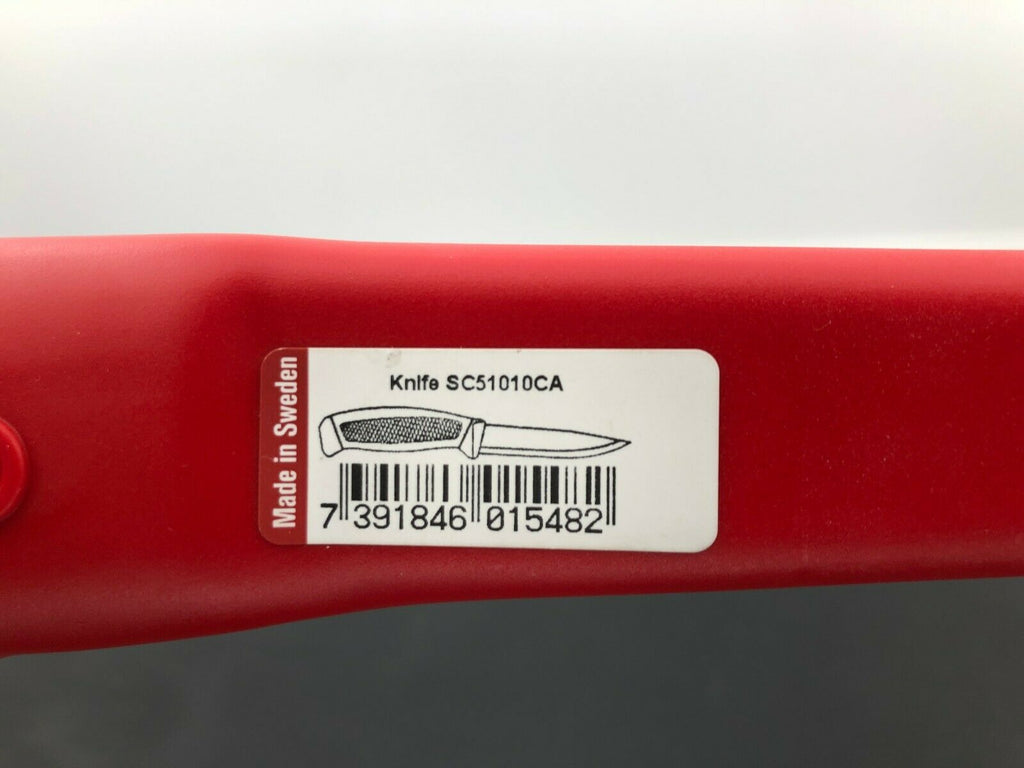 Made in Sweden
Knife SC51010CA
7 391846 015482